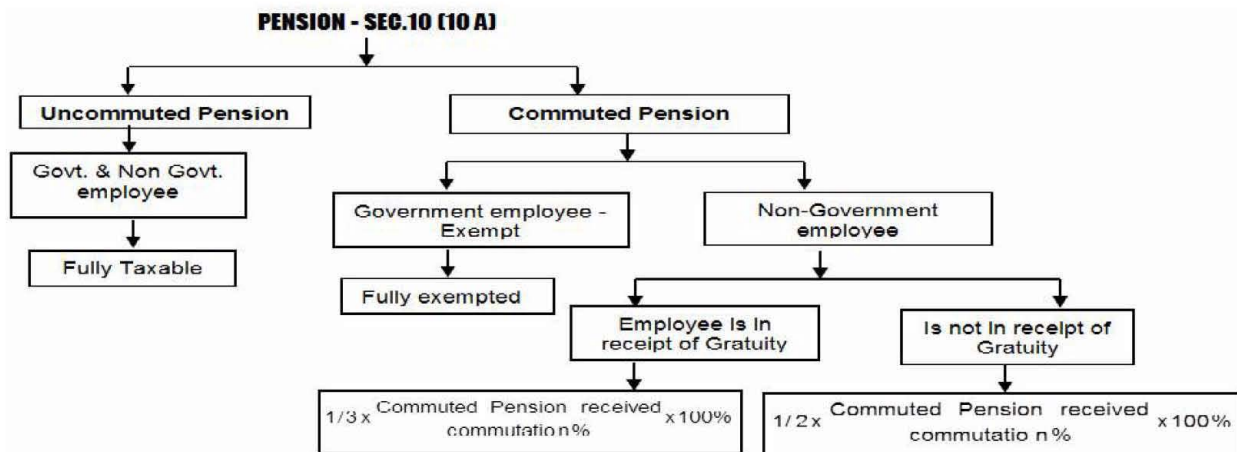 PENSION - SEC.10 (10 A)
Uncommuted Pension
Commuted Pension
Govt. & Non Govt.
employee
Government employee -
Exempt
Non-Government
employee
Fully Taxable
Fully exempted
Employee is in
receipt of Gratuity
Is not in receipt of
Gratuity
1/3 x Commuted Pension received x 100%
commutation%
1/2 x Commuted Pension received x 100%
commutatio n%